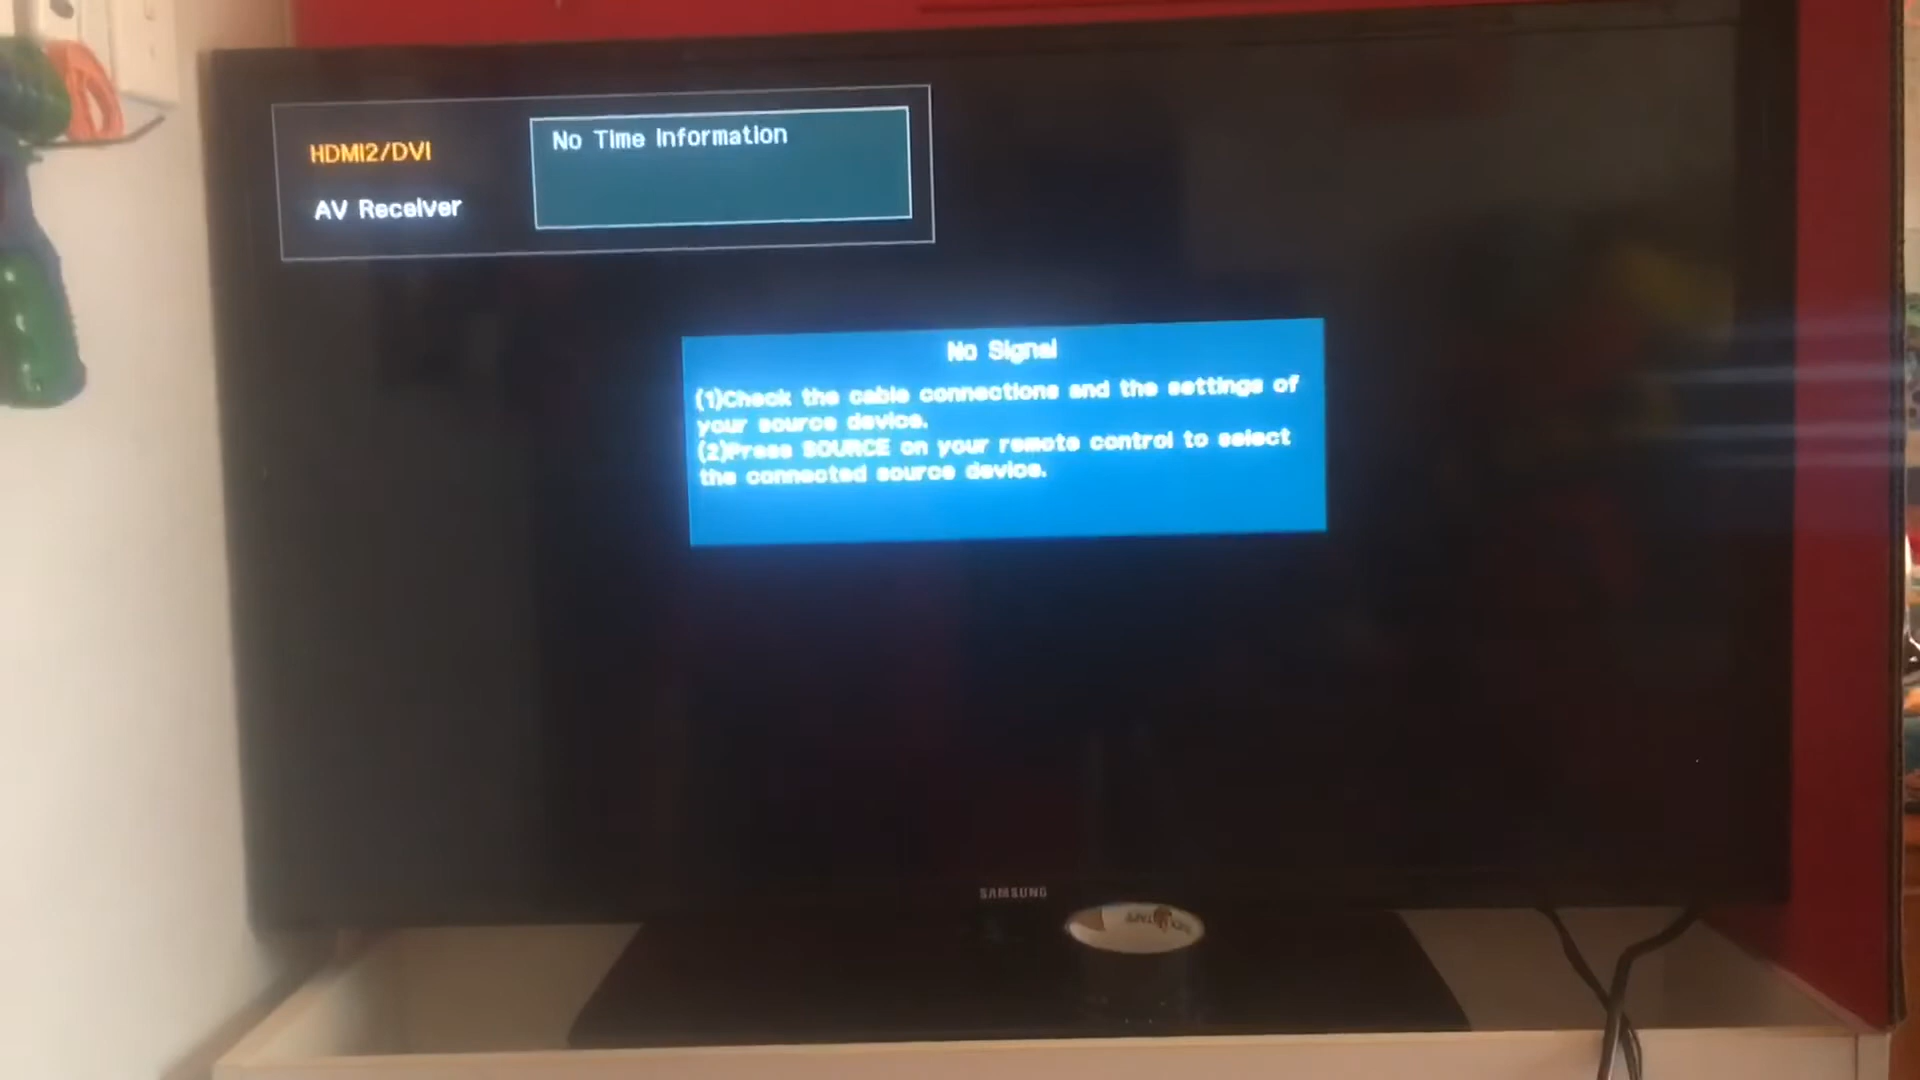 HDMI2/DVI
No Time Information
AV Receiver
No Signal
(1)Check the cable connections and the settings of
your source device.
(2)Press SOURCE on your remote control to select
the connected source device.
SAMSUNG